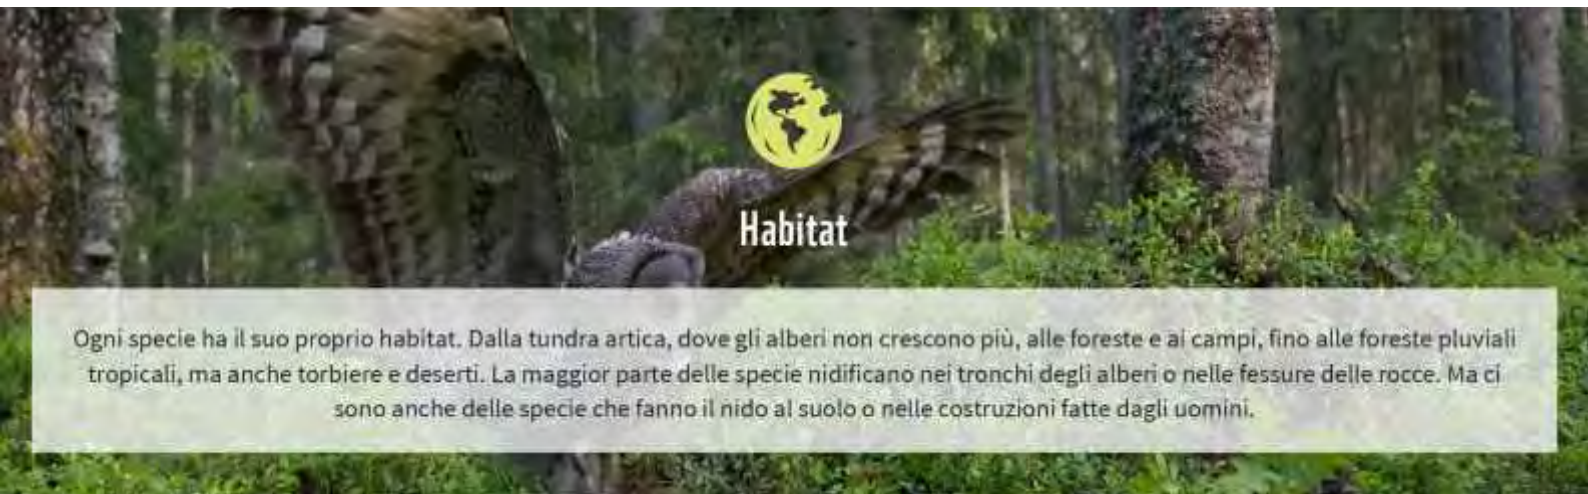 Habitat
Ogni specie ha il suo proprio habitat. Dalla tundra artica, dove gli alberi non crescono più, alle foreste e ai campi, fino alle foreste pluviali
tropicali, ma anche torbiere e deserti. La maggior parte delle specie nidificano nei tronchi degli alberi o nelle fessure delle rocce. Ma ci
sono anche delle specie che fanno il nido al suolo o nelle costruzioni fatte dagli uomini.